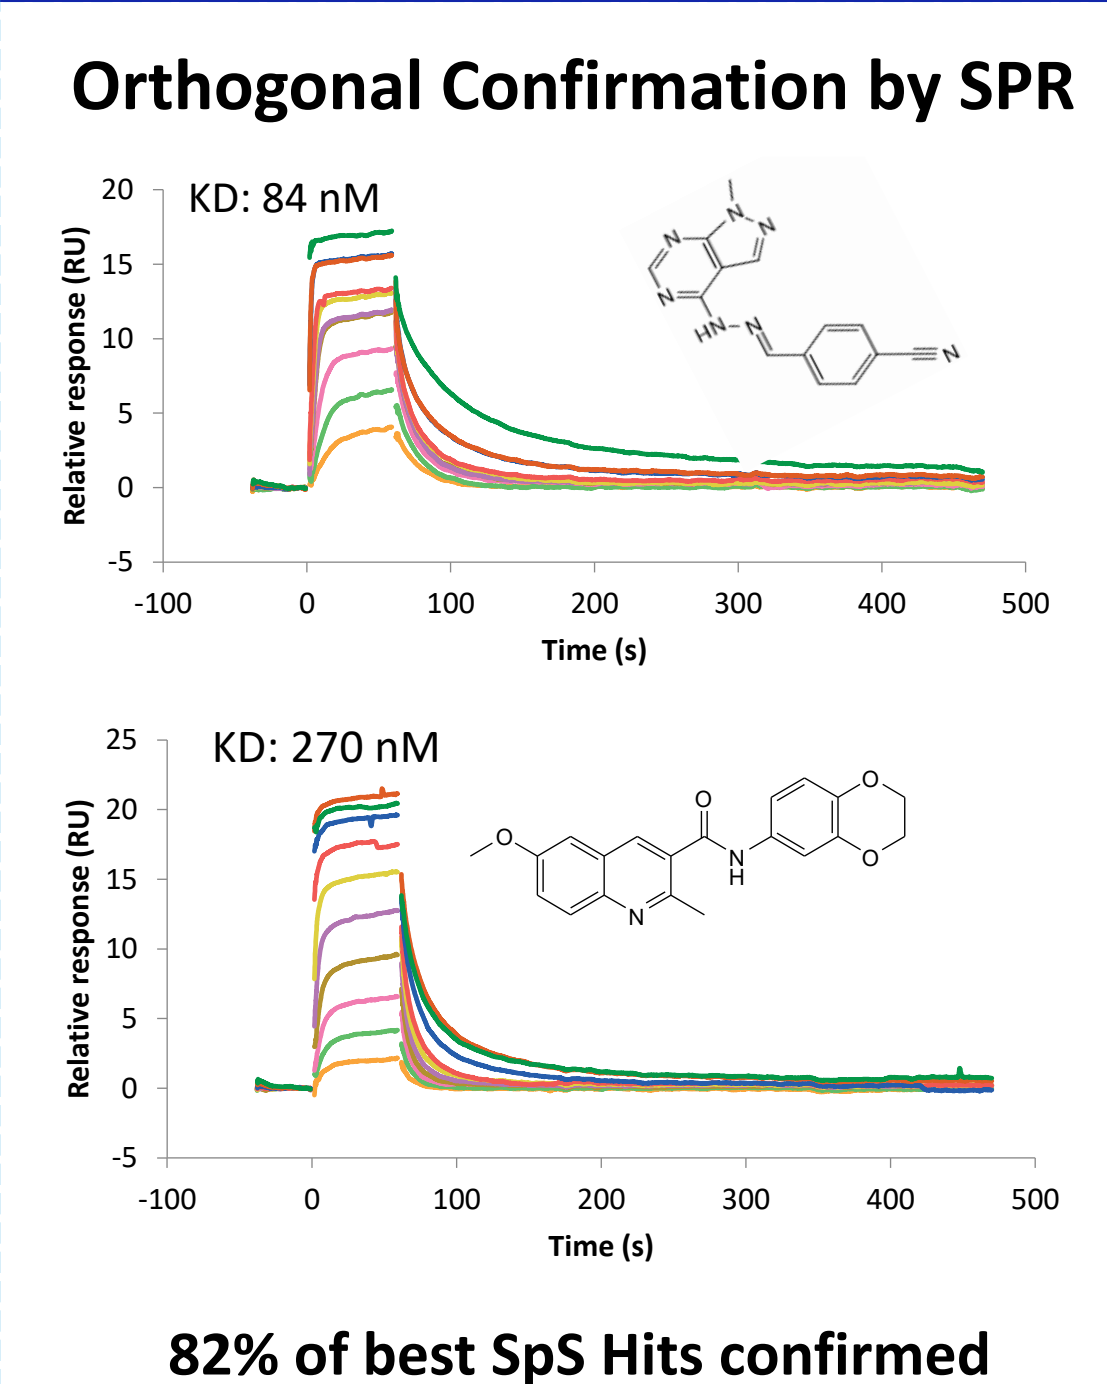 Orthogonal Confirmation by SPR
KD: 84 nM
20
15
10
5
0
-5
Relative response (RU)
-100 0 100 200 300 400 500
Time (s)
N
N
N
N
HN
N
N
KD: 270 nM
25
20
15
10
5
0
-5
Relative response (RU)
-100 0 100 200 300 400 500
Time (s)
O
O
O
N
H
O
N
82% of best SpS Hits confirmed